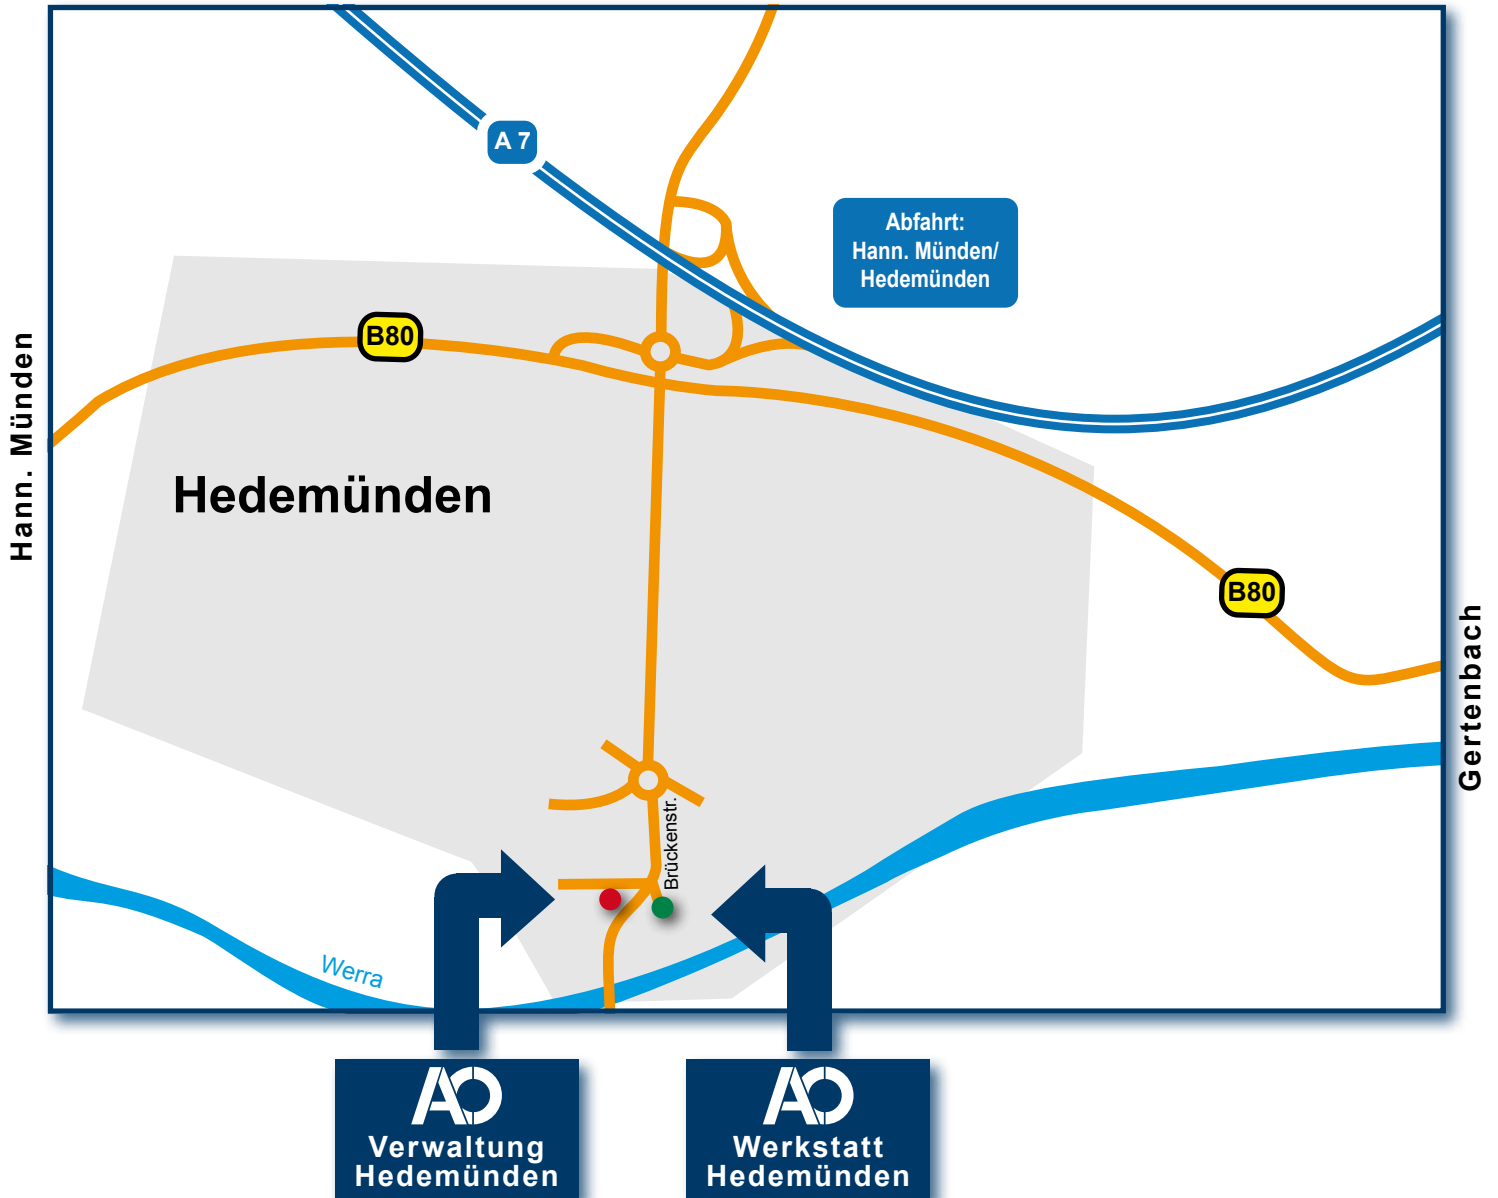 A 7
Abfahrt:
Hann. Münden/
Hedemünden
B80
Hann. Münden
Hedemünden
B80
Gertenbach
Brückenstr.
Werra
AO
Verwaltung
Hedemünden
AO
Werkstatt
Hedemünden